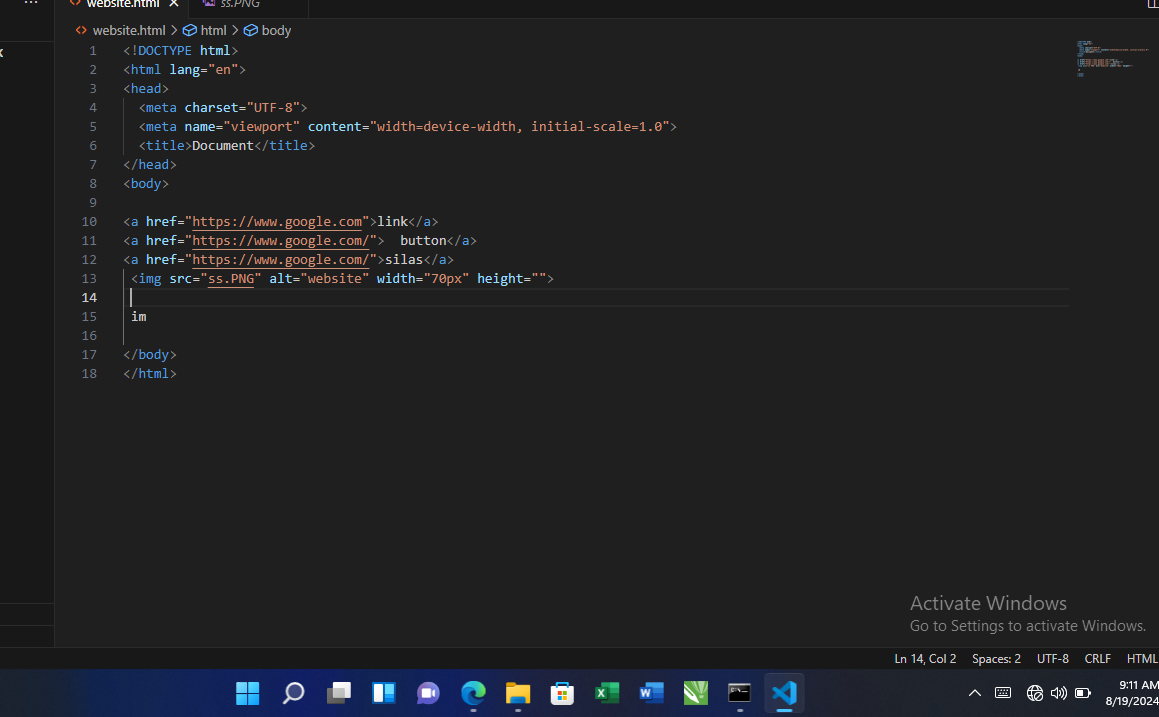 website.html ss.PNG
website.html > html > body
1 <!DOCTYPE html>
2 <html lang="en">
3 <head>
4 <meta charset="UTF-8">
5 <meta name="viewport" content="width=device-width, initial-scale=1.0">
6 <title>Document</title>
7 </head>
8 <body>
9
10 <a href="https://www.google.com">link</a>
11 <a href="https://www.google.com/">  button</a>
12 <a href="https://www.google.com/">silas</a>
13 <img src="ss.PNG" alt="website" width="70px" height="">
14
15 im
16
17 </body>
18 </html>
Activate Windows
Go to Settings to activate Windows.
Ln 14, Col 2 Spaces: 2 UTF-8 CRLF HTML
9:11 AM
8/19/2024